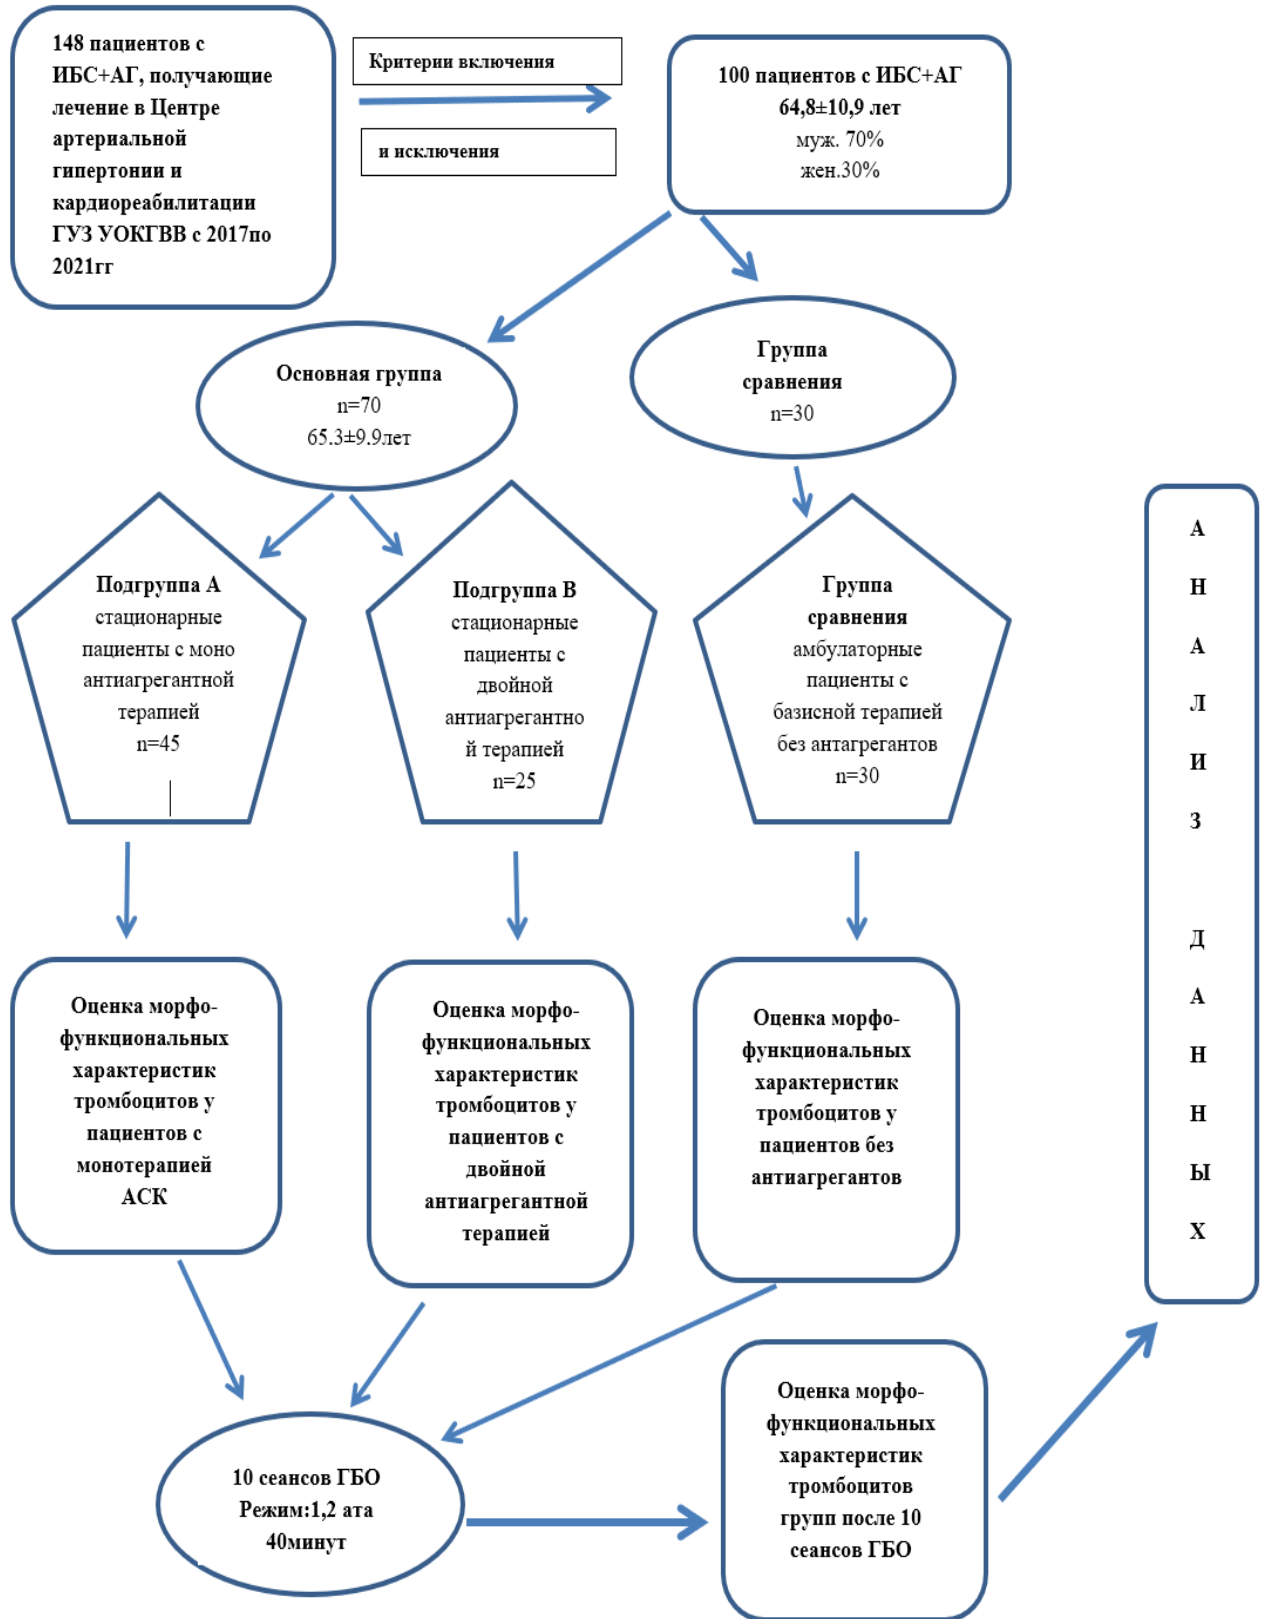 148 пациентов с
ИБС+АГ, получающие
лечение в Центре
артериальной
гипертонии и
кардиореабилитации
ГУЗ УОКГВВ с 2017по
2021гг
Критерии включения
и исключения
100 пациентов с ИБС+АГ
64,8±10,9 лет
муж. 70%
жен.30%
Основная группа
n=70
65.3±9.9лет
Группа
сравнения
n=30
Подгруппа А
стационарные
пациенты с моно
антиагрегантной
терапией
n=45
Подгруппа В
стационарные
пациенты с
двойной
антиагрегантно
й терапией
n=25
Группа
сравнения
амбулаторные
пациенты с
базисной терапией
без антагрегантов
n=30
Оценка морфо-
функциональных
характеристик
тромбоцитов у
пациентов с
монотерапией
АСК
Оценка морфо-
функциональных
характеристик
тромбоцитов у
пациентов с
двойной
антиагрегантной
терапией
Оценка морфо-
функциональных
характеристик
тромбоцитов у
пациентов без
антиагрегантов
10 сеансов ГБО
Режим:1,2 ата
40минут
Оценка морфо-
функциональных
характеристик
тромбоцитов
групп после 10
сеансов ГБО
А
Н
А
Л
И
З
Д
А
Н
Н
Ы
Х